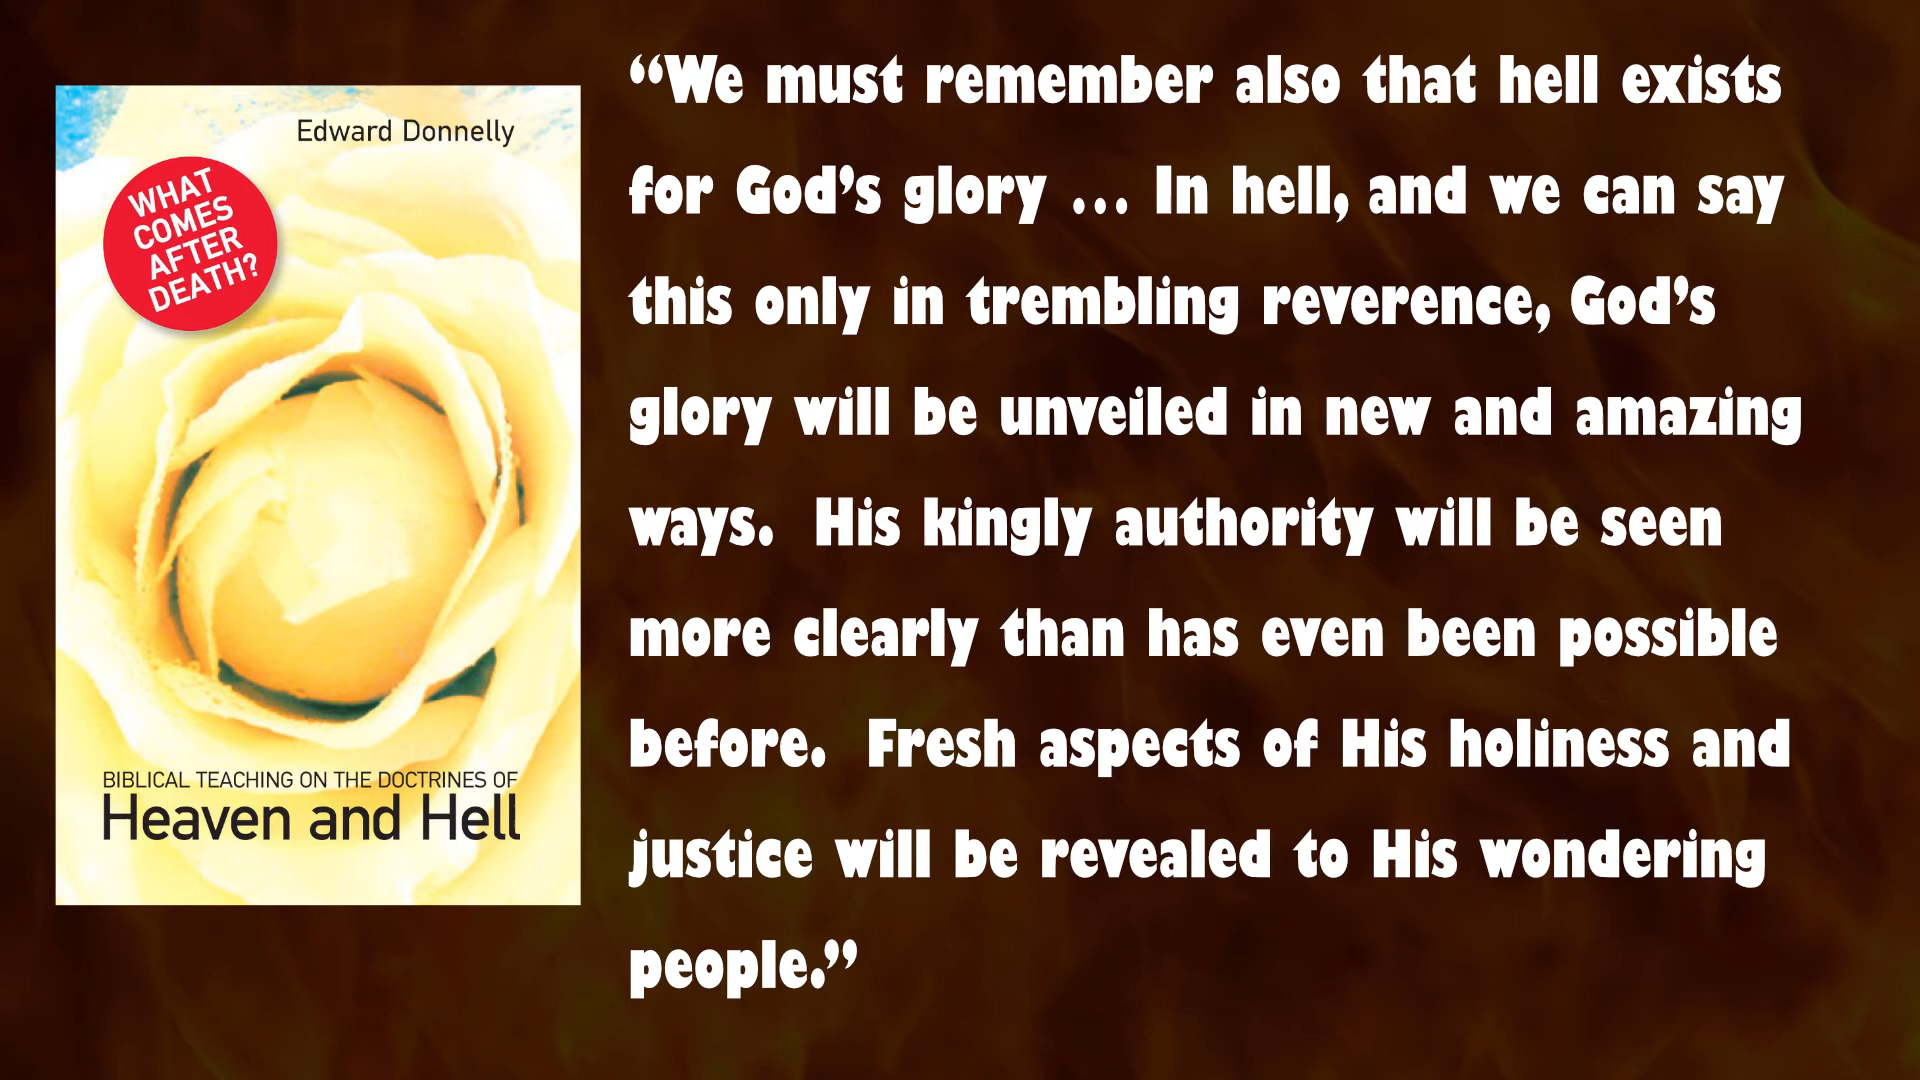 Edward Donnelly
WHAT
COMES
AFTER
DEATH?
BIBLICAL TEACHING ON THE DOCTRINES OF
Heaven and Hell
“We must remember also that hell exists
for God’s glory … In hell, and we can say
this only in trembling reverence, God’s
glory will be unveiled in new and amazing
ways.  His kingly authority will be seen
more clearly than has even been possible
before.  Fresh aspects of His holiness and
justice will be revealed to His wondering
people.”